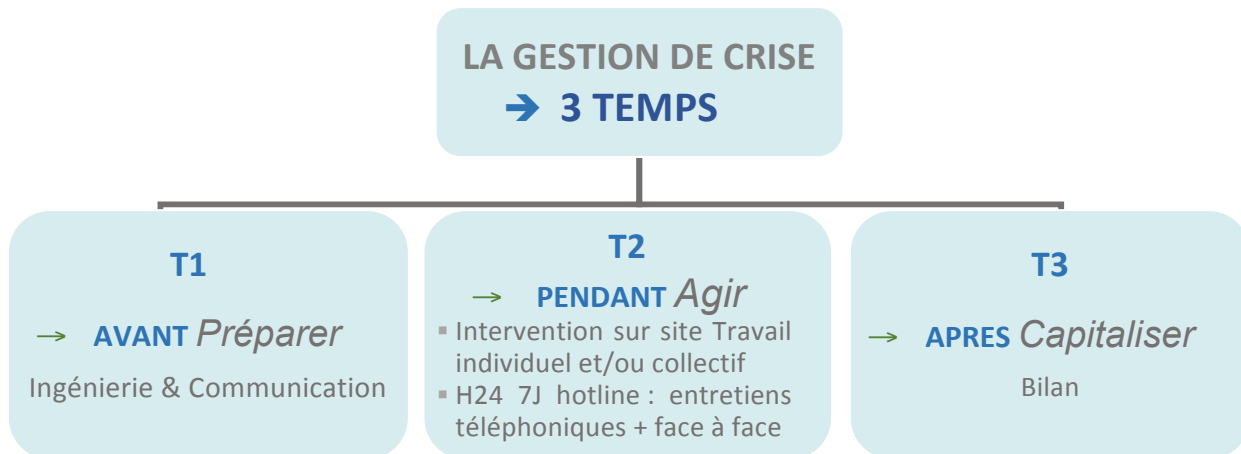 LA GESTION DE CRISE
➔ 3 TEMPS
T1
→ AVANT Préparer
Ingénierie & Communication
T2
→ PENDANT Agir
▪ Intervention sur site Travail
individuel et/ou collectif
▪ H24 7J hotline : entretiens
téléphoniques + face à face
T3
→ APRES Capitaliser
Bilan